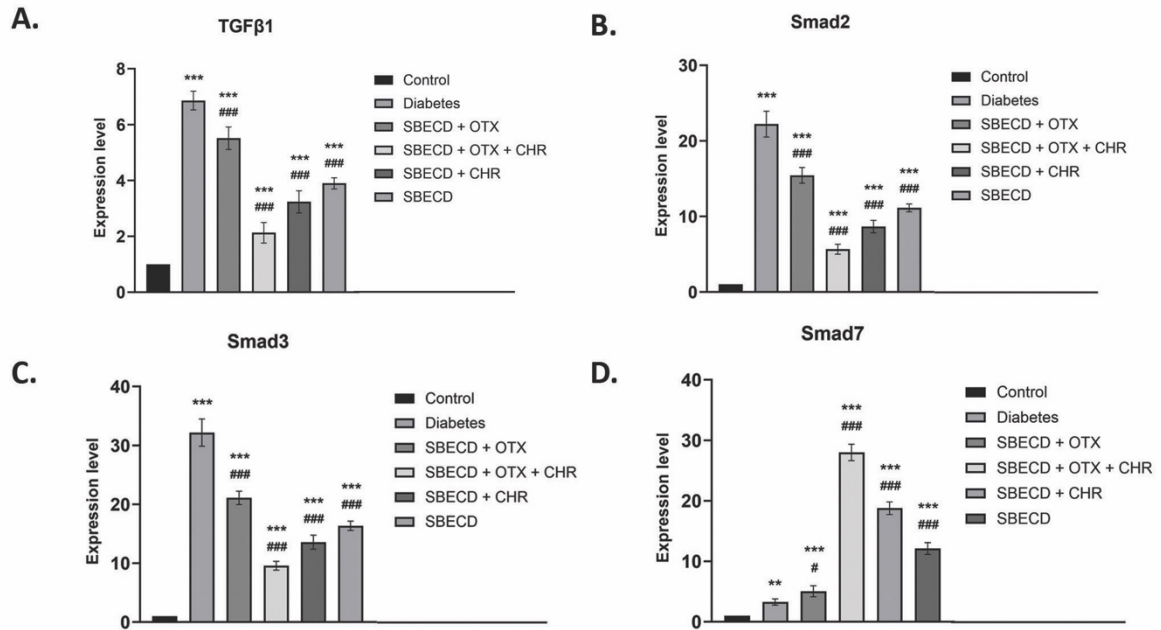 A.
TGFβ1
Expression level
8
6
4
2
0
***
***
###
***
###
***
###
***
###
Control
Diabetes
SBECD + OTX
SBECD + OTX + CHR
SBECD + CHR
SBECD
B.
Smad2
Expression level
30
20
10
0
***
***
###
***
###
***
###
***
###
Control
Diabetes
SBECD + OTX
SBECD + OTX + CHR
SBECD + CHR
SBECD
C.
Smad3
Expression level
40
30
20
10
0
***
***
###
***
###
***
###
***
###
Control
Diabetes
SBECD + OTX
SBECD + OTX + CHR
SBECD + CHR
SBECD
D.
Smad7
Expression level
40
30
20
10
0
**
***
#
***
###
***
###
***
###
Control
Diabetes
SBECD + OTX
SBECD + OTX + CHR
SBECD + CHR
SBECD